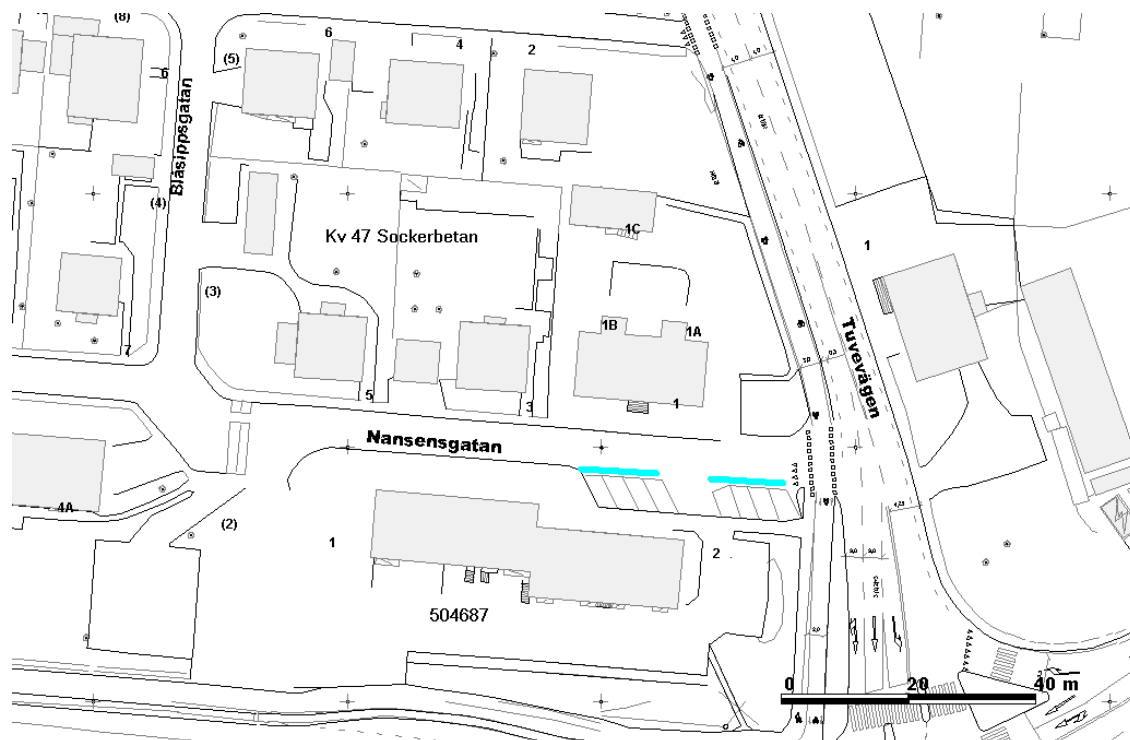 (8)
6
4
2
(5)
6
Blåsippsgatan
(4)
1C
Kv 47 Sockerbetan
1
(3)
1B
1A
Tuvevägen
7
5
3
1
Nansensgatan
4A
(2)
1
2
504687
0
20
40 m